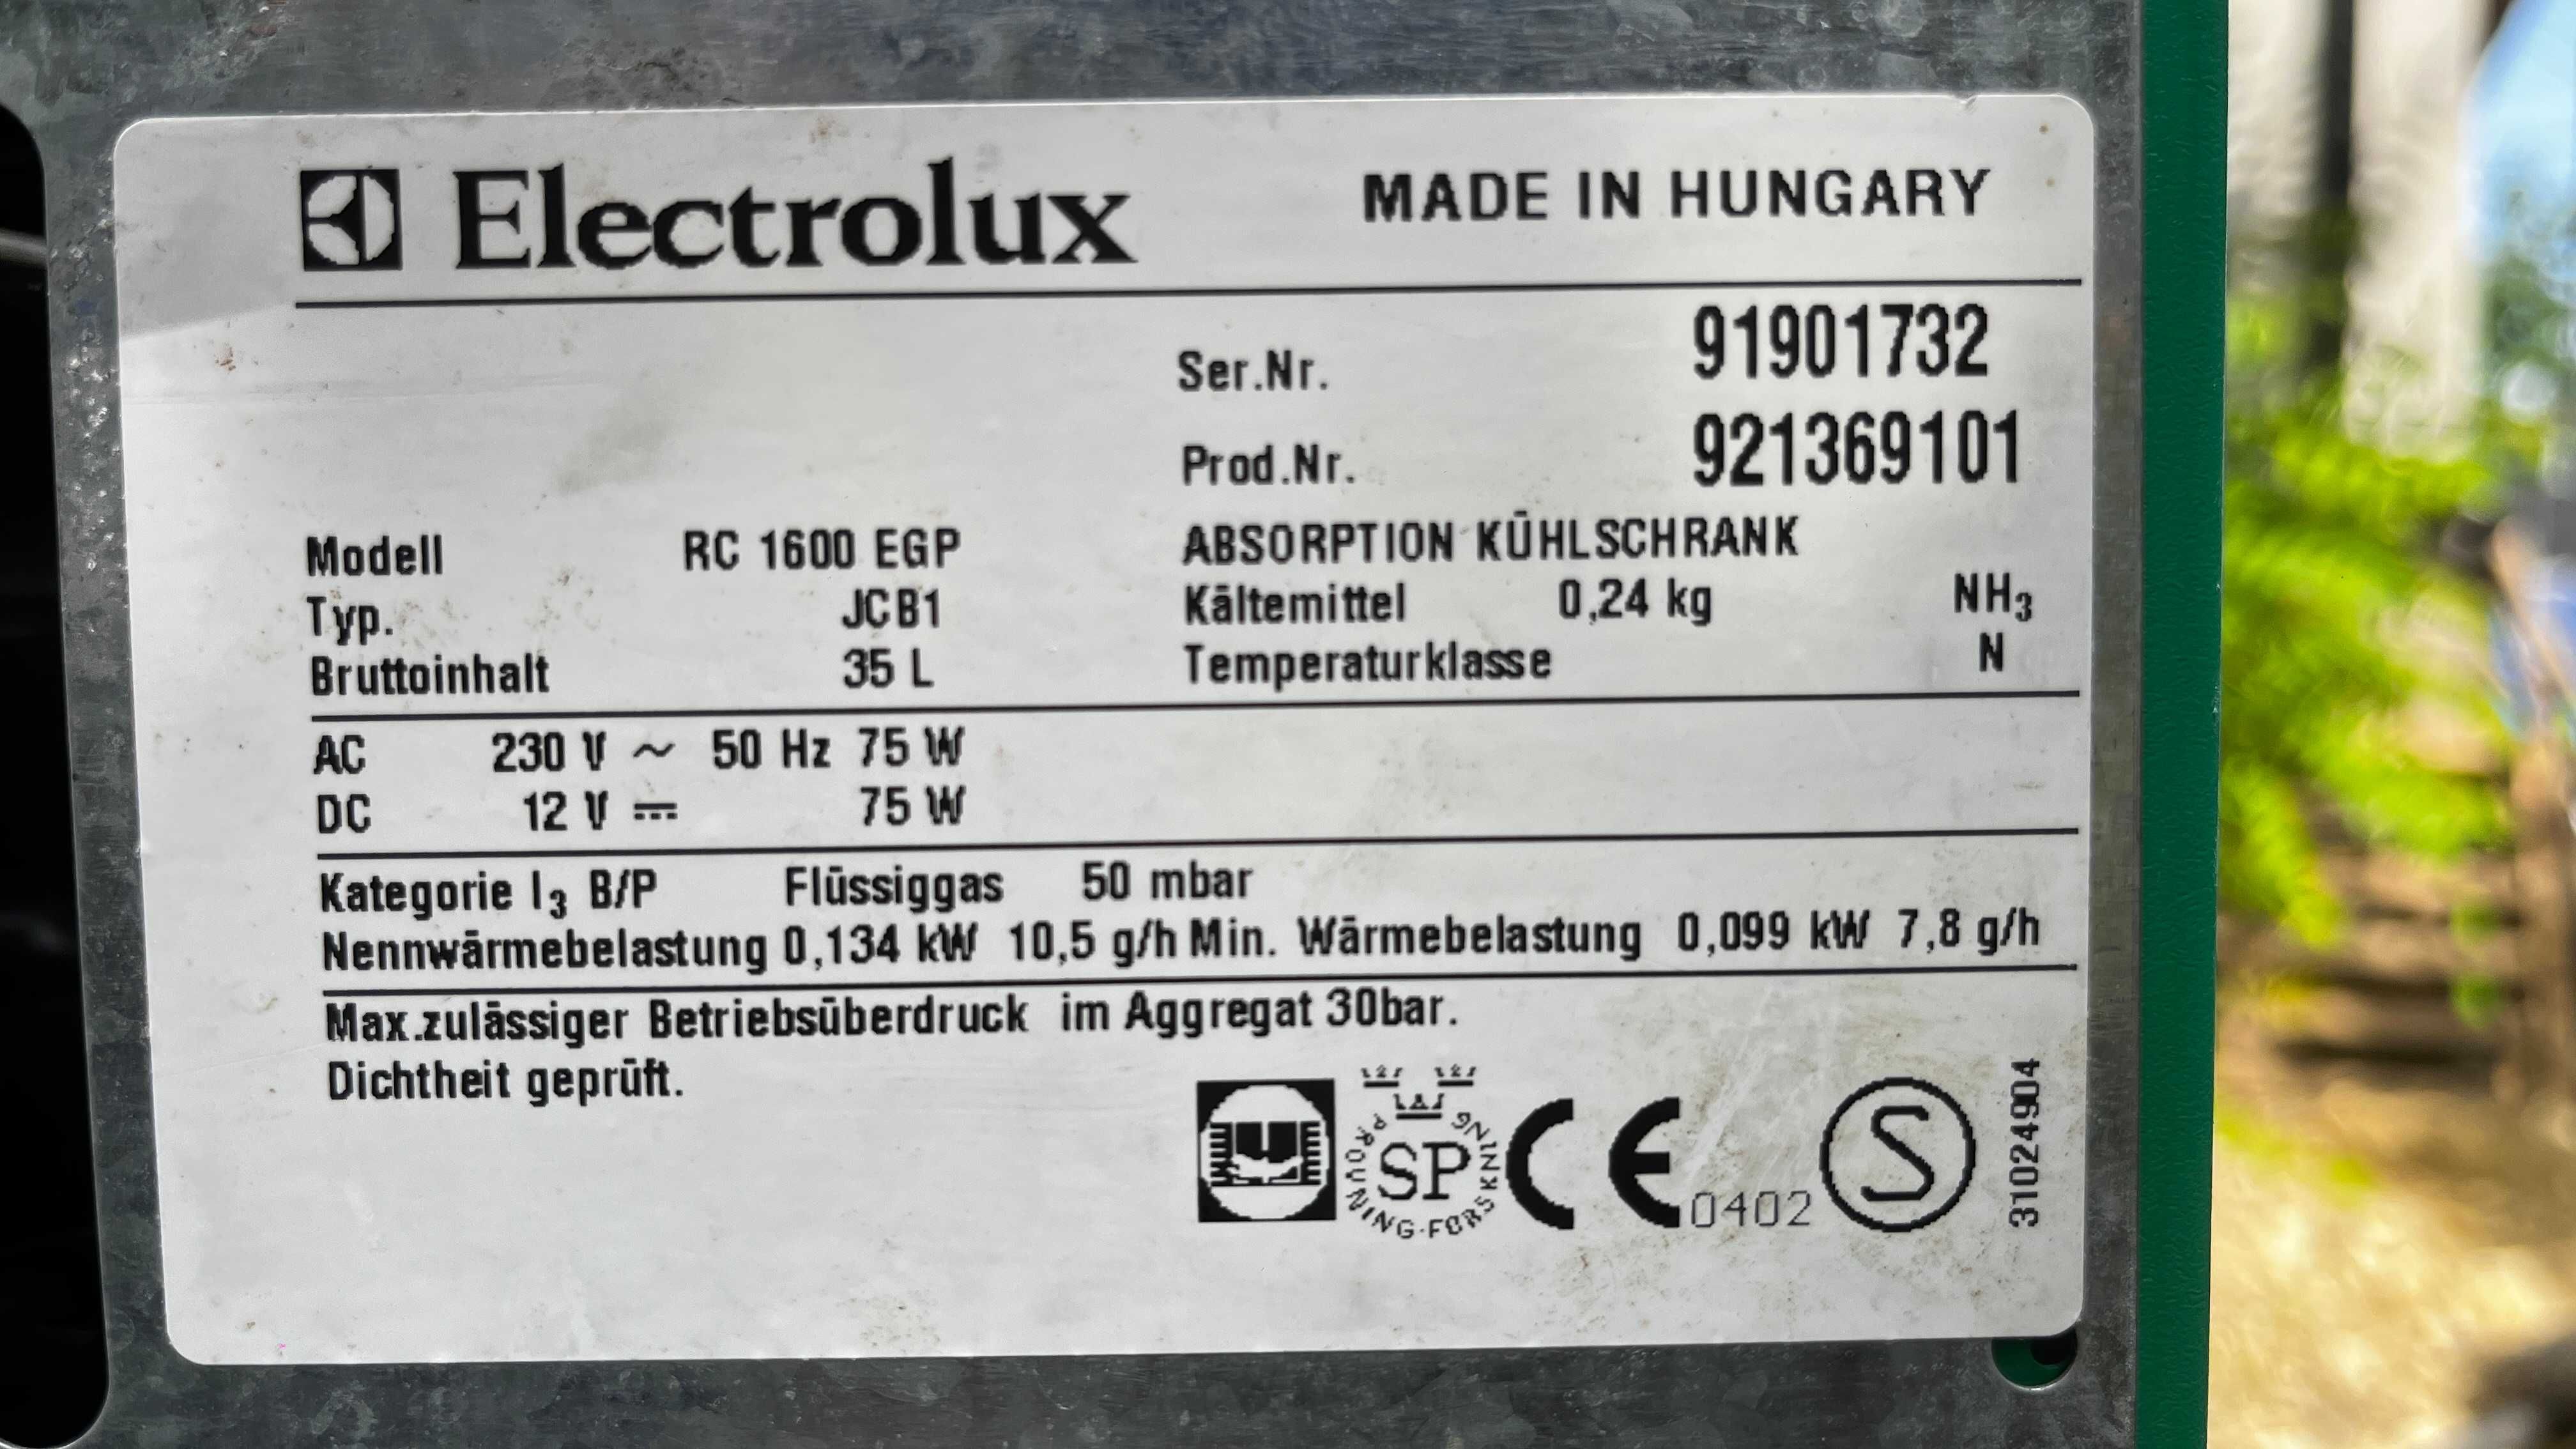 Electrolux MADE IN HUNGARY
Ser.Nr. 91901732
Prod.Nr. 921369101
Modell RC 1600 EGP ABSORPTION KÜHLSCHRANK
Typ. JCB1 Kältemittel 0,24 kg NH₃
Bruttoinhalt 35 L Temperaturklasse N
AC 230 V ~ 50 Hz 75 W
DC 12 V ⎓ 75 W
Kategorie I₃ B/P Flüssiggas 50 mbar
Nennwärmebelastung 0,134 kW 10,5 g/h Min. Wärmebelastung 0,099 kW 7,8 g/h
Max.zulässiger Betriebsüberdruck im Aggregat 30bar.
Dichtheit geprüft.
SP
PROVNING·FORSKNING
CE 0402
S
31024904